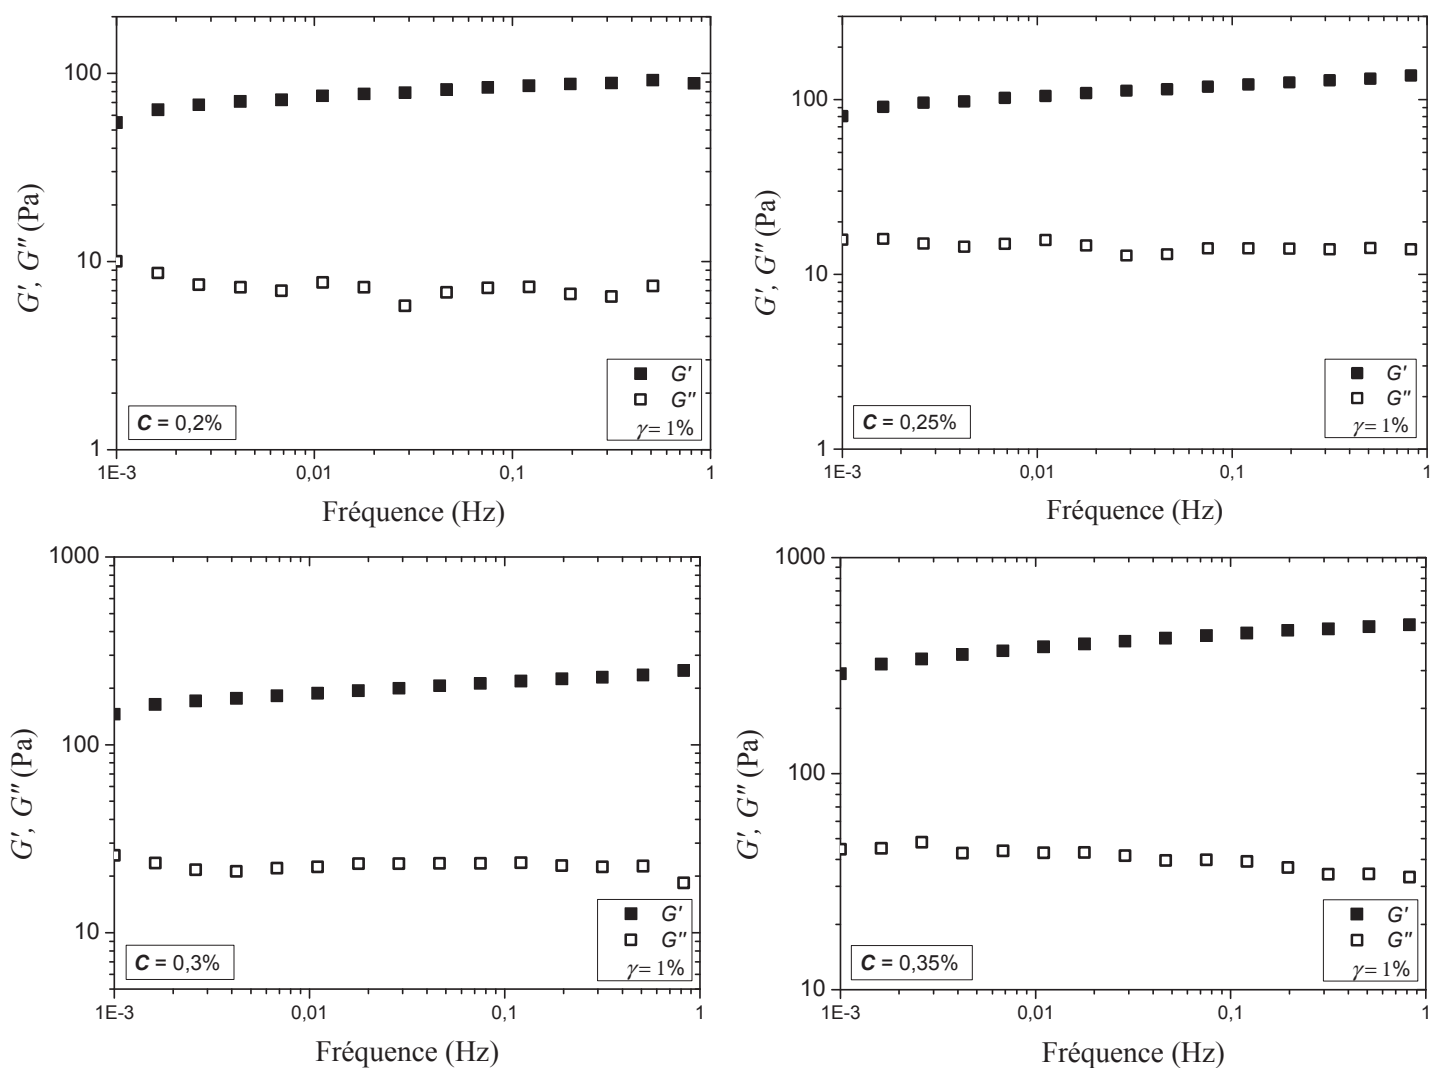 100
10
1
G', G'' (Pa)
1E-3 0,01 0,1 1
Fréquence (Hz)
C = 0,2%
G'
G''
γ = 1%
100
10
1
G', G'' (Pa)
1E-3 0,01 0,1 1
Fréquence (Hz)
C = 0,25%
G'
G''
γ = 1%
1000
100
10
G', G'' (Pa)
1E-3 0,01 0,1 1
Fréquence (Hz)
C = 0,3%
G'
G''
γ = 1%
1000
100
10
G', G'' (Pa)
1E-3 0,01 0,1 1
Fréquence (Hz)
C = 0,35%
G'
G''
γ = 1%